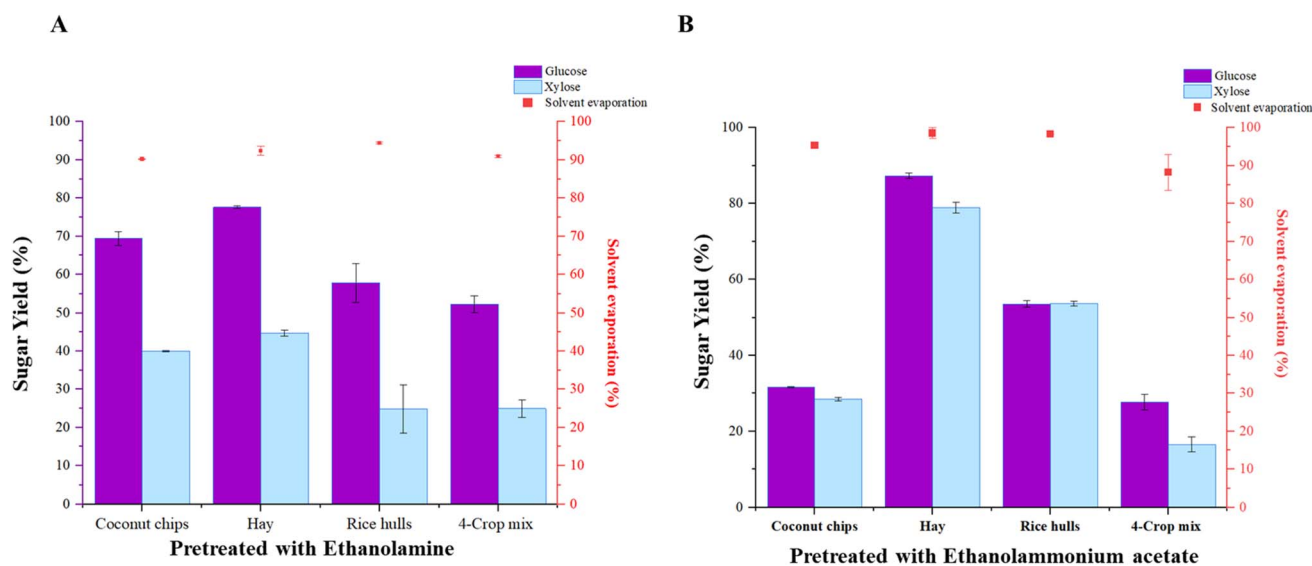 A
Glucose
Xylose
Solvent evaporation
100
90
80
70
60
50
40
30
20
10
0
Sugar Yield (%)
100
90
80
70
60
50
40
30
20
10
0
Solvent evaporation (%)
Coconut chips Hay Rice hulls 4-Crop mix
Pretreated with Ethanolamine
B
Glucose
Xylose
Solvent evaporation
100
80
60
40
20
0
Sugar Yield (%)
100
90
80
70
60
50
40
30
20
10
0
Solvent evaporation
(%)
Coconut chips Hay Rice hulls 4-Crop mix
Pretreated with Ethanolammonium acetate